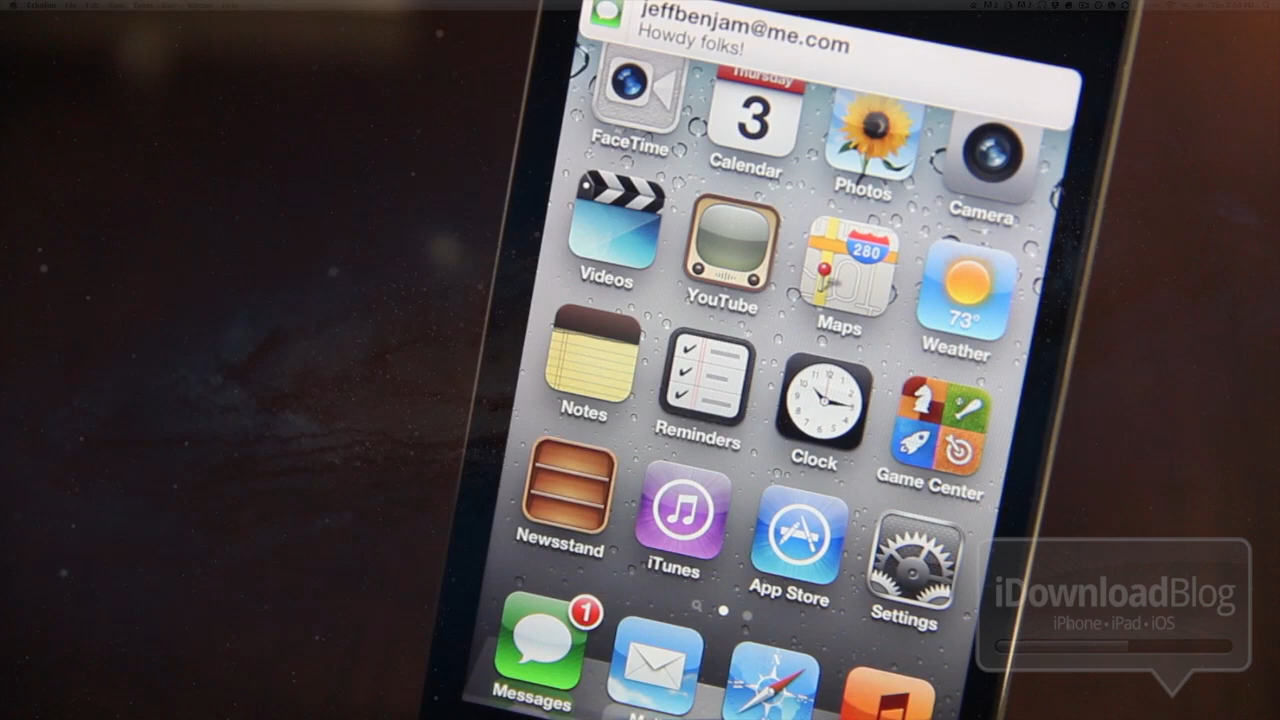 jeffbenjam@me.com
Howdy folks!
Thursday
3
FaceTime
Calendar
Photos
Camera
280
73°
Videos
YouTube
Maps
Weather
Notes
Reminders
Clock
Game Center
Newsstand
iTunes
App Store
Settings
iDownloadBlog
iPhone • iPad • iOS
1
Messages